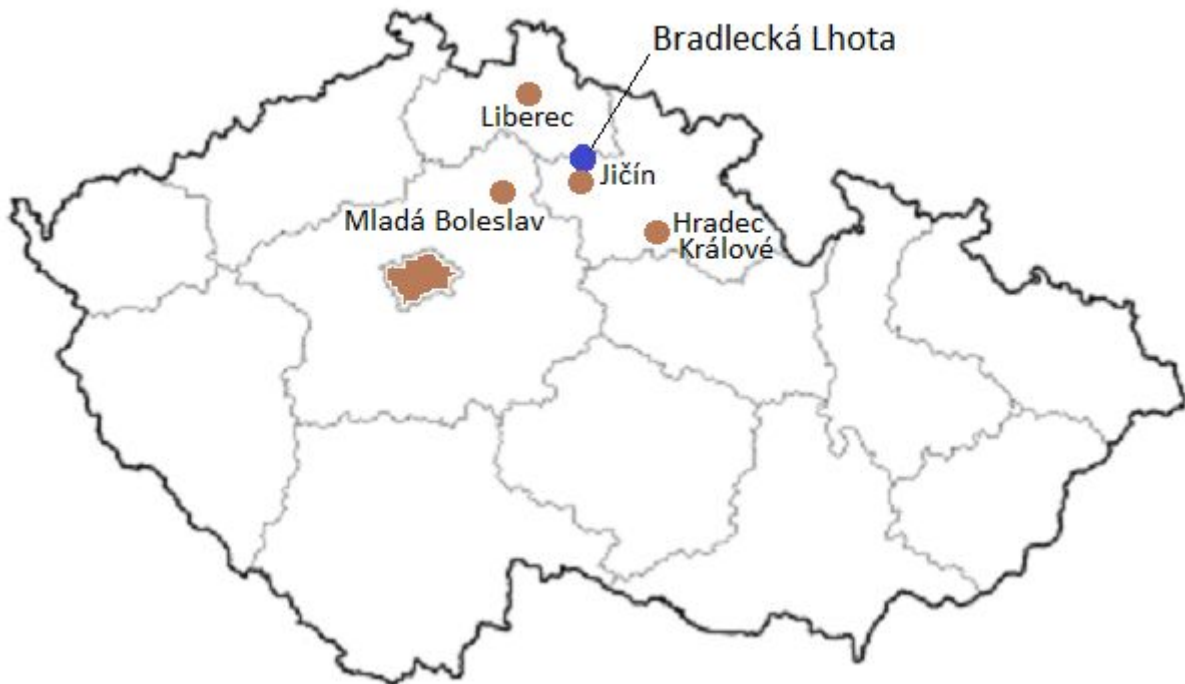 Bradlecká Lhota
Liberec
Jičín
Mladá Boleslav
Hradec
Králové